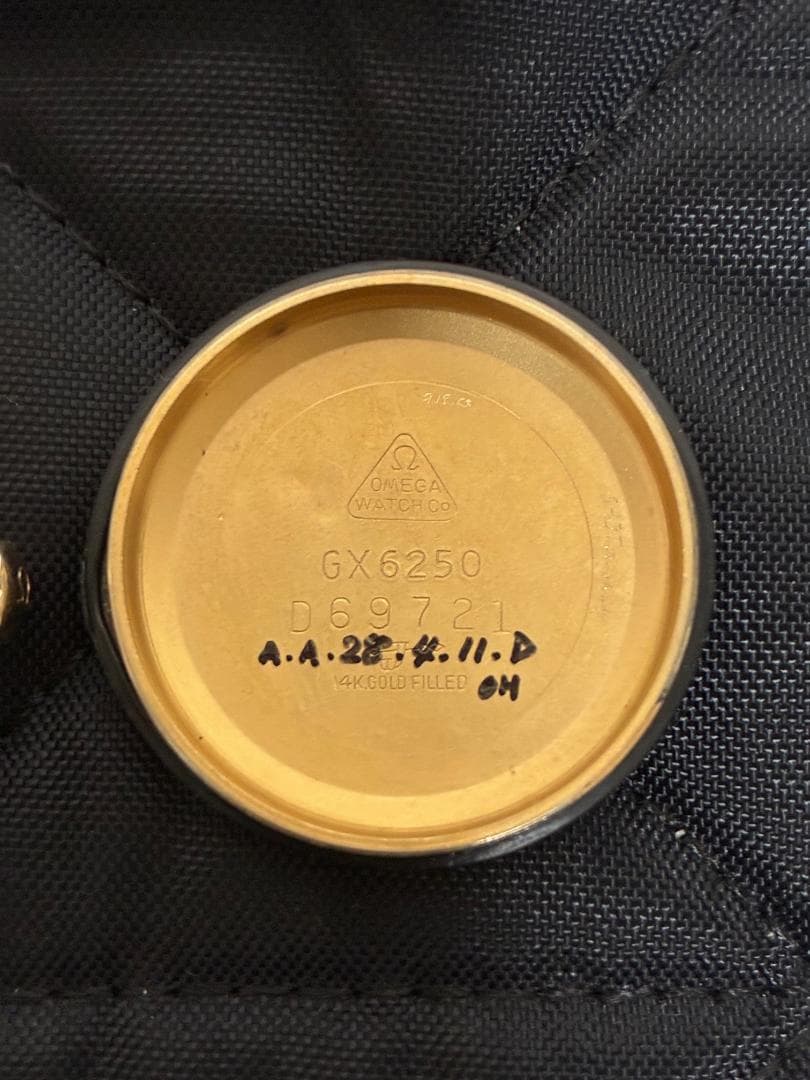 Ω
OMEGA
WATCH Co
GX6250
D69721
A.A.28.4.11.D
14K.GOLD FILLED
OH